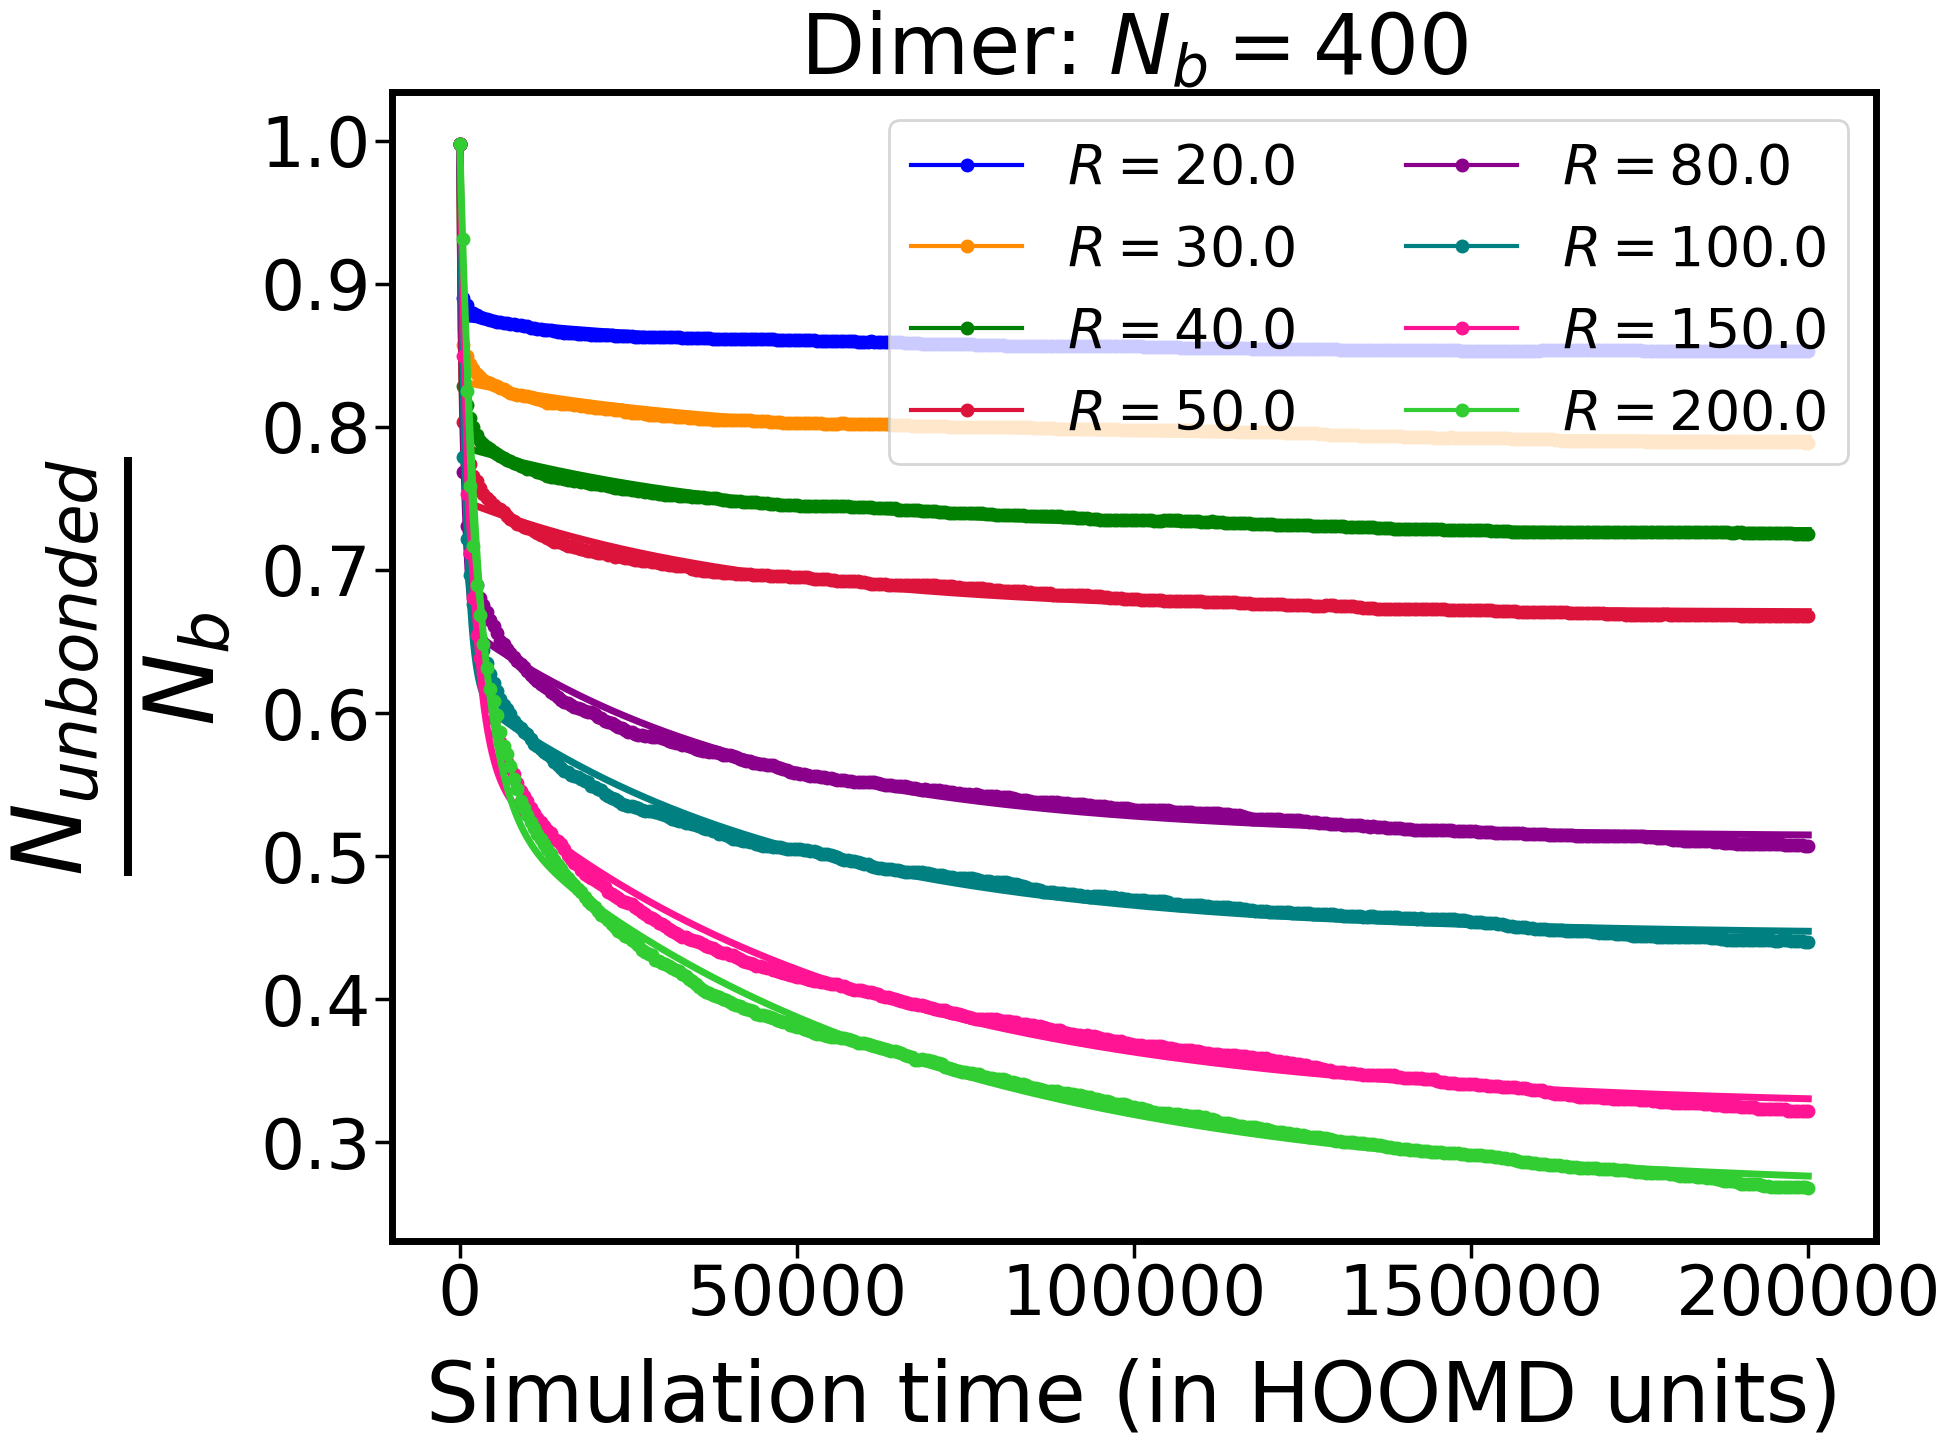 Dimer: N_b = 400
N_unbonded
N_b
1.0
0.9
0.8
0.7
0.6
0.5
0.4
0.3
R = 20.0
R = 30.0
R = 40.0
R = 50.0
R = 80.0
R = 100.0
R = 150.0
R = 200.0
0 50000 100000 150000 200000
Simulation time (in HOOMD units)